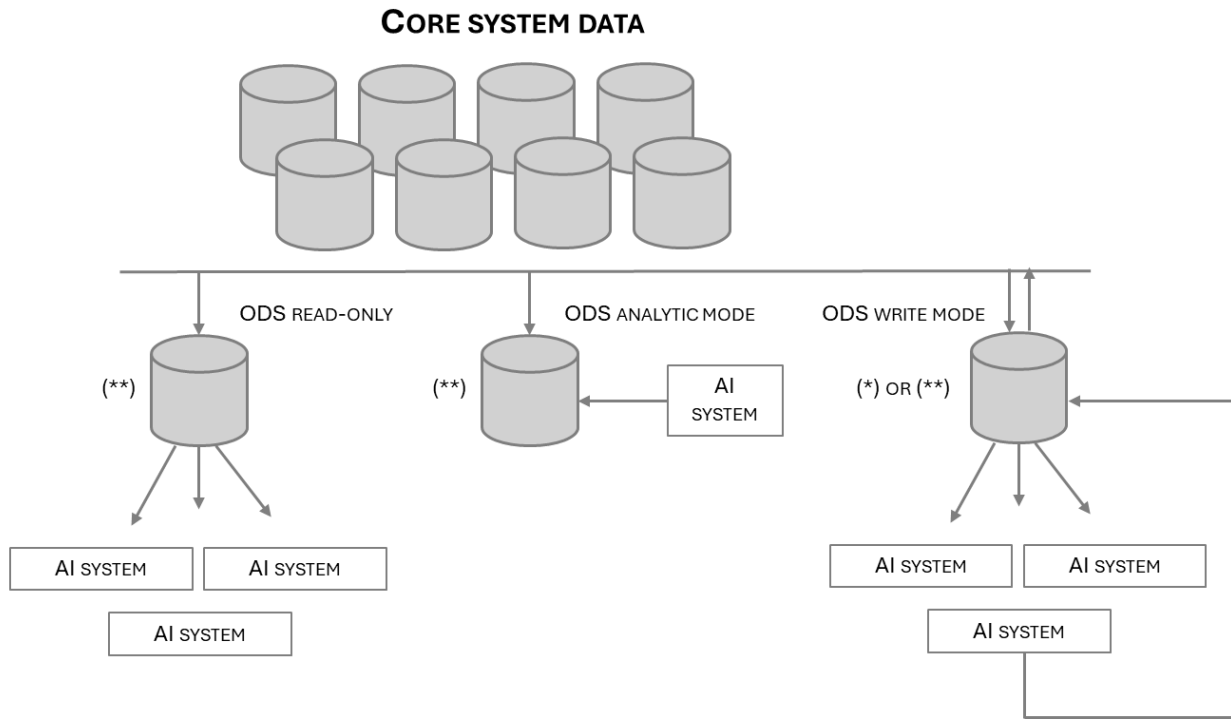 CORE SYSTEM DATA
ODS READ-ONLY
ODS ANALYTIC MODE
ODS WRITE MODE
(**)
(**)
AI
SYSTEM
(*) OR (**)
AI SYSTEM
AI SYSTEM
AI SYSTEM
AI SYSTEM
AI SYSTEM
AI SYSTEM